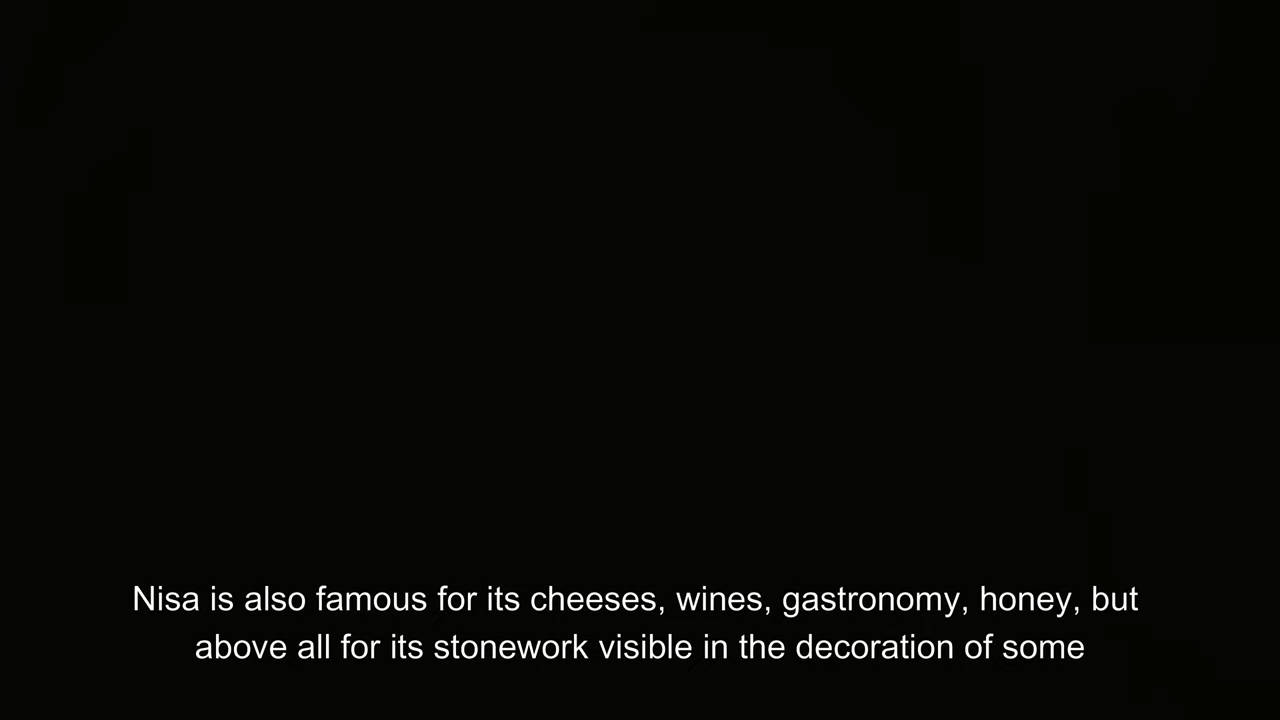 Nisa is also famous for its cheeses, wines, gastronomy, honey, but
above all for its stonework visible in the decoration of some